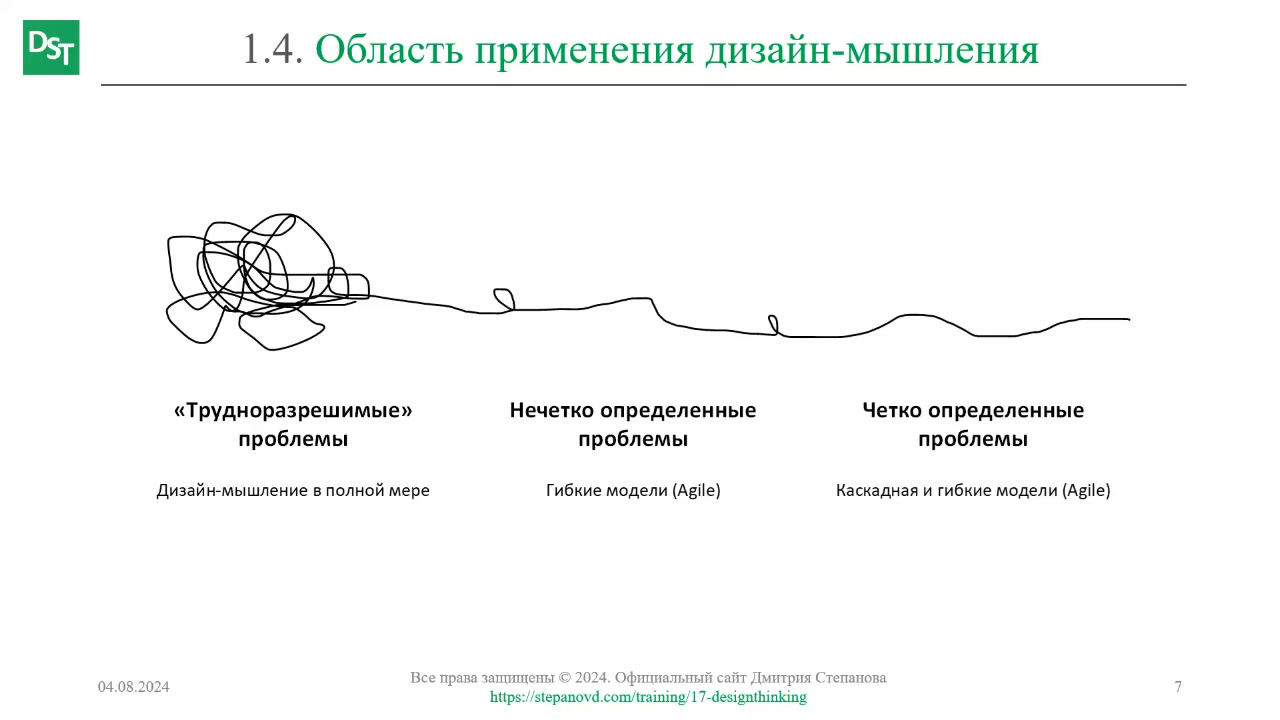 DST
1.4. Область применения дизайн-мышления
«Трудноразрешимые»
проблемы
Дизайн-мышление в полной мере
Нечетко определенные
проблемы
Гибкие модели (Agile)
Четко определенные
проблемы
Каскадная и гибкие модели (Agile)
04.08.2024
Все права защищены © 2024. Официальный сайт Дмитрия Степанова
https://stepanovd.com/training/17-designthinking
7